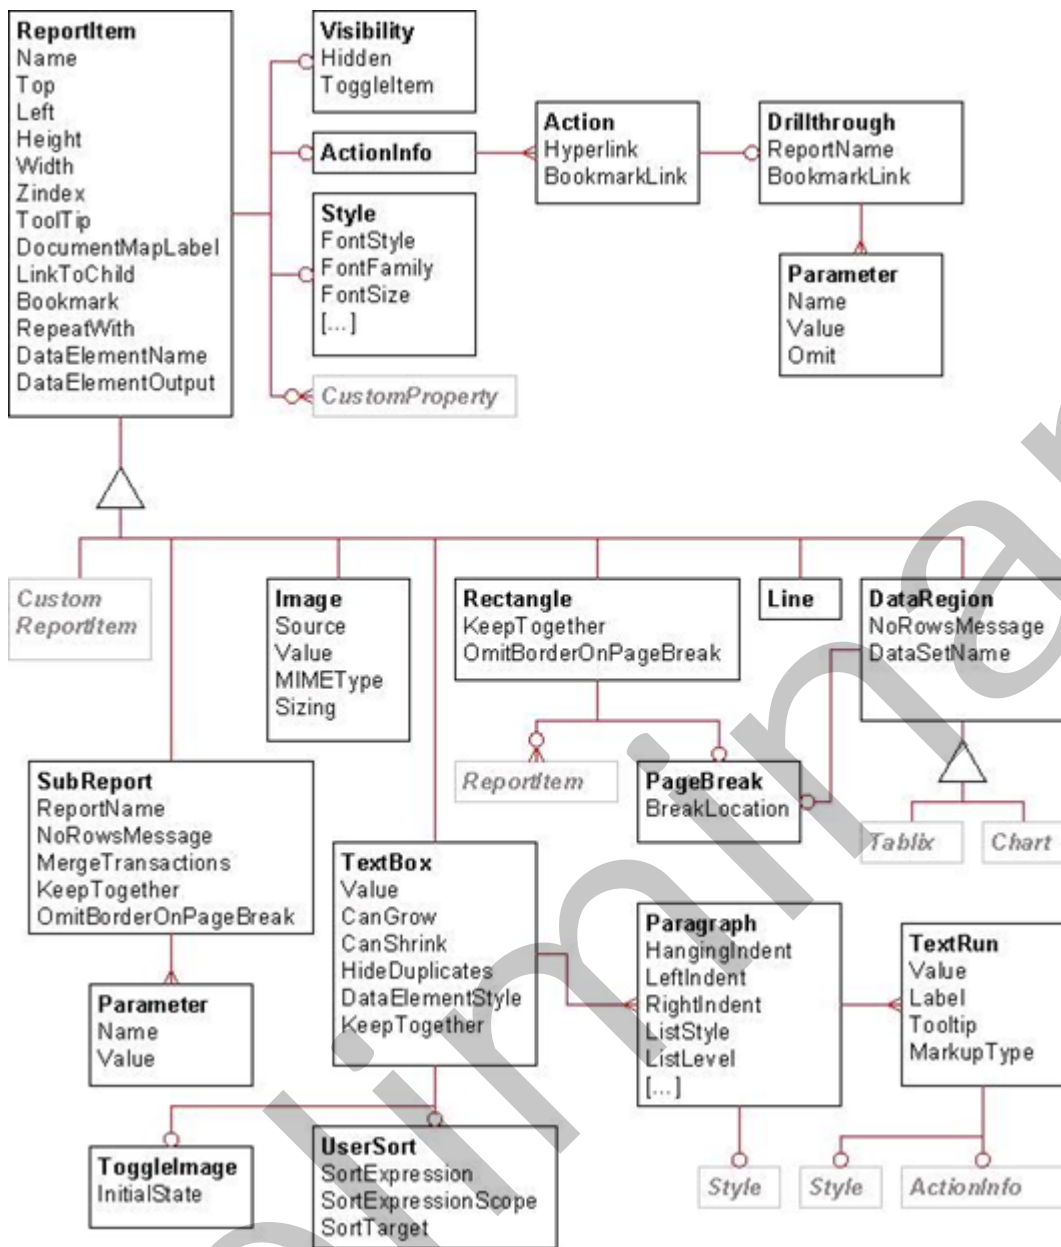 ReportItem
Name
Top
Left
Height
Width
Zindex
ToolTip
DocumentMapLabel
LinkToChild
Bookmark
RepeatWith
DataElementName
DataElementOutput
Visibility
Hidden
ToggleItem
ActionInfo
Style
FontStyle
FontFamily
FontSize
[...]
CustomProperty
Action
Hyperlink
BookmarkLink
Drillthrough
ReportName
BookmarkLink
Parameter
Name
Value
Omit
Custom
ReportItem
SubReport
ReportName
NoRowsMessage
MergeTransactions
KeepTogether
OmitBorderOnPageBreak
Parameter
Name
Value
Image
Source
Value
MIMEType
Sizing
TextBox
Value
CanGrow
CanShrink
HideDuplicates
DataElementStyle
KeepTogether
ToggleImage
InitialState
UserSort
SortExpression
SortExpressionScope
SortTarget
Rectangle
KeepTogether
OmitBorderOnPageBreak
ReportItem
PageBreak
BreakLocation
Line
DataRegion
NoRowsMessage
DataSetName
Tablix
Chart
Paragraph
HangingIndent
LeftIndent
RightIndent
ListStyle
ListLevel
[...]
TextRun
Value
Label
Tooltip
MarkupType
Style
Style
ActionInfo